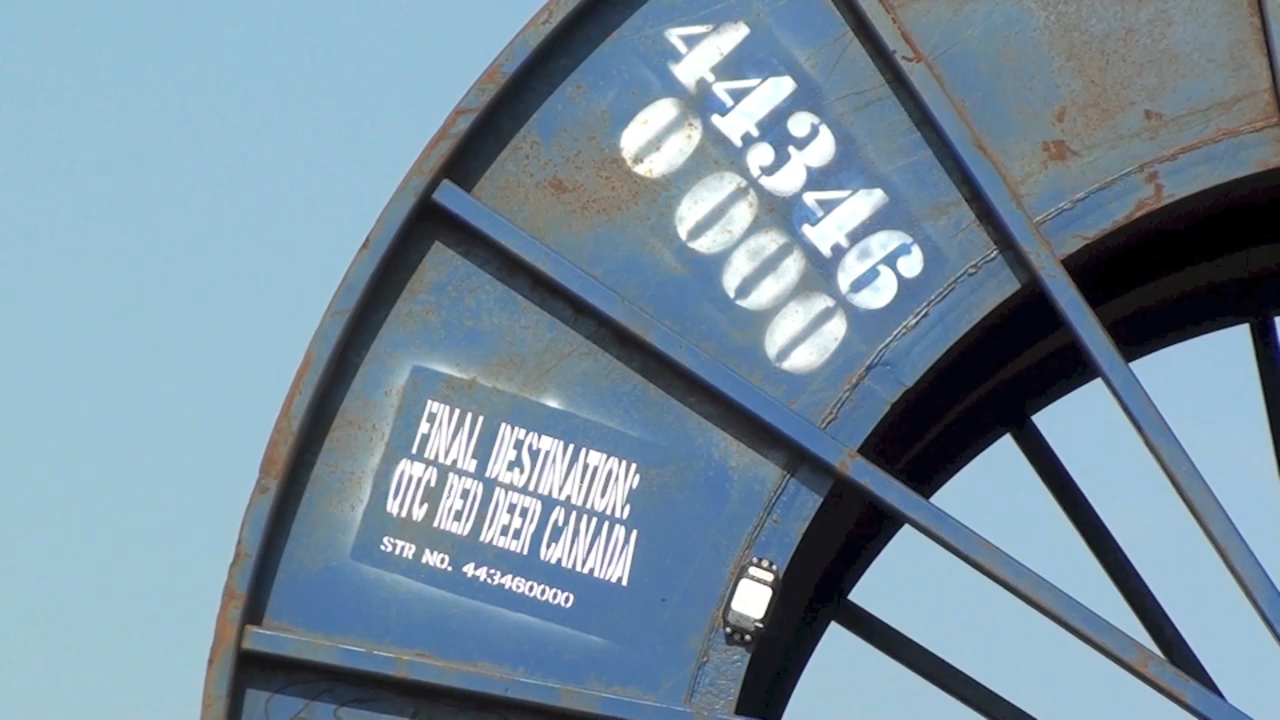 44346
0000
FINAL DESTINATION:
QTC RED DEER CANADA
STR NO. 443460000